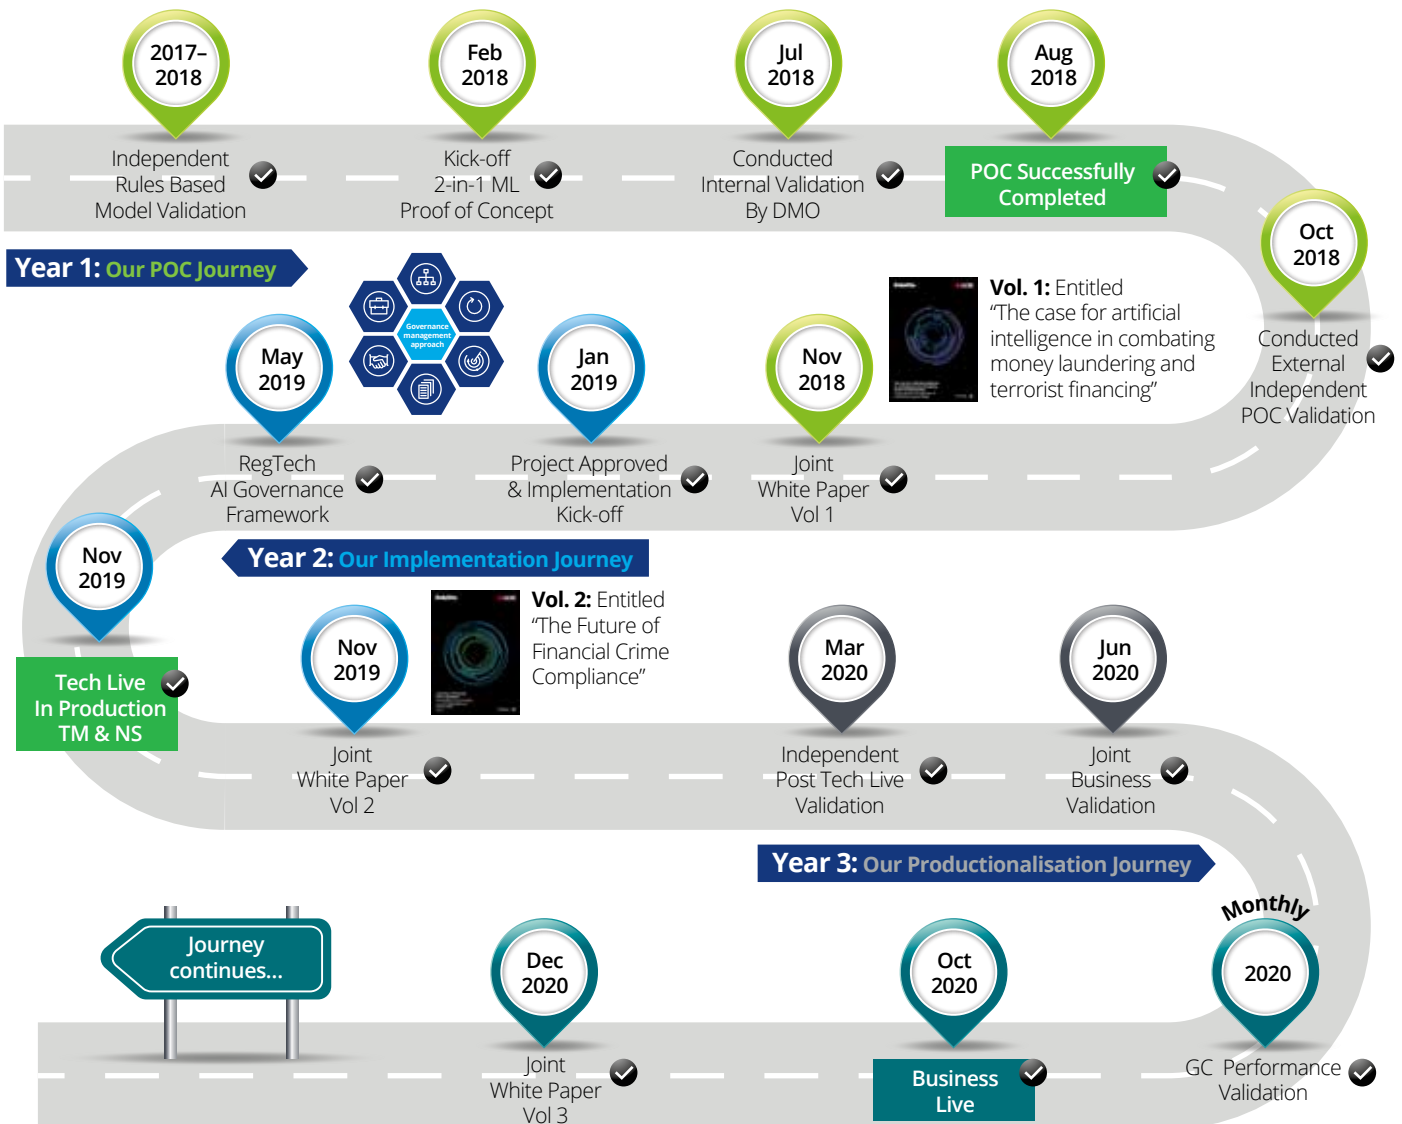 2017–
2018
Independent
Rules Based
Model Validation
Feb
2018
Kick-off
2-in-1 ML
Proof of Concept
Jul
2018
Conducted
Internal Validation
By DMO
Aug
2018
POC Successfully
Completed
Oct
2018
Conducted
External
Independent
POC Validation
Year 1: Our POC Journey
Governance
management
approach
Vol. 1: Entitled
“The case for artificial
intelligence in combating
money laundering and
terrorist financing”
Nov
2018
Joint
White Paper
Vol 1
Jan
2019
Project Approved
& Implementation
Kick-off
May
2019
RegTech
AI Governance
Framework
Year 2: Our Implementation Journey
Nov
2019
Tech Live
In Production
TM & NS
Nov
2019
Joint
White Paper
Vol 2
Vol. 2: Entitled
“The Future of
Financial Crime
Compliance”
Mar
2020
Independent
Post Tech Live
Validation
Jun
2020
Joint
Business
Validation
Year 3: Our Productionalisation Journey
Monthly
2020
GC Performance
Validation
Oct
2020
Business
Live
Dec
2020
Joint
White Paper
Vol 3
Journey
continues...